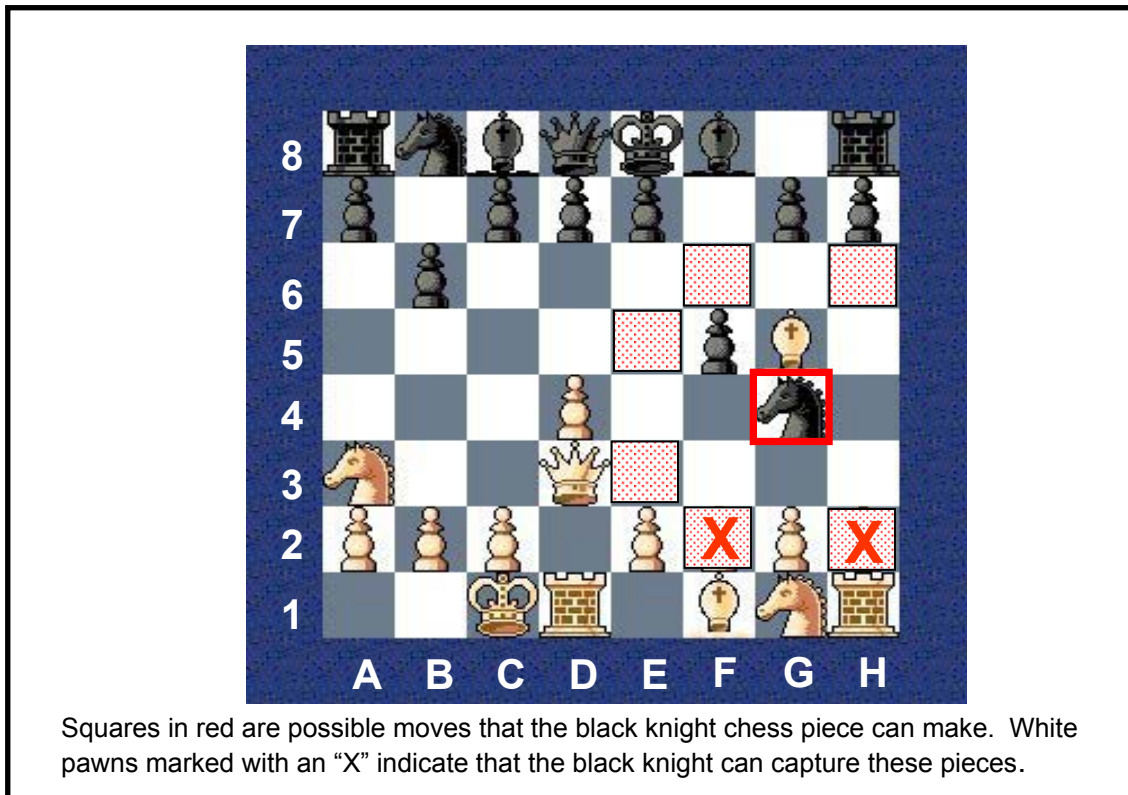 8
7
6
5
4
3
2 X X
1
A B C D E F G H
Squares in red are possible moves that the black knight chess piece can make. White
pawns marked with an “X” indicate that the black knight can capture these pieces.